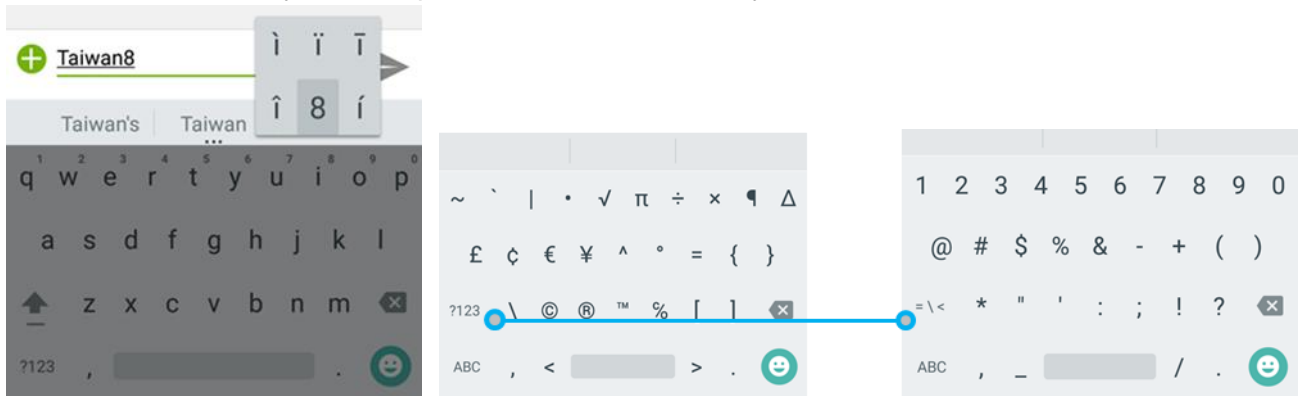 ì ï ī
Taiwan8
î 8 í
Taiwan's Taiwan
1 2 3 4 5 6 7 8 9 0
q w e r t y u i o p
a s d f g h j k l
z x c v b n m
?123 , .
~ ` | • √ π ÷ × ¶ Δ
£ ¢ € ¥ ^ ° = { }
?123 \ © ® ™ ℅ [ ]
ABC , < > .
1 2 3 4 5 6 7 8 9 0
@ # $ % & - + ( )
=\< * " ' : ; ! ?
ABC , _ / .